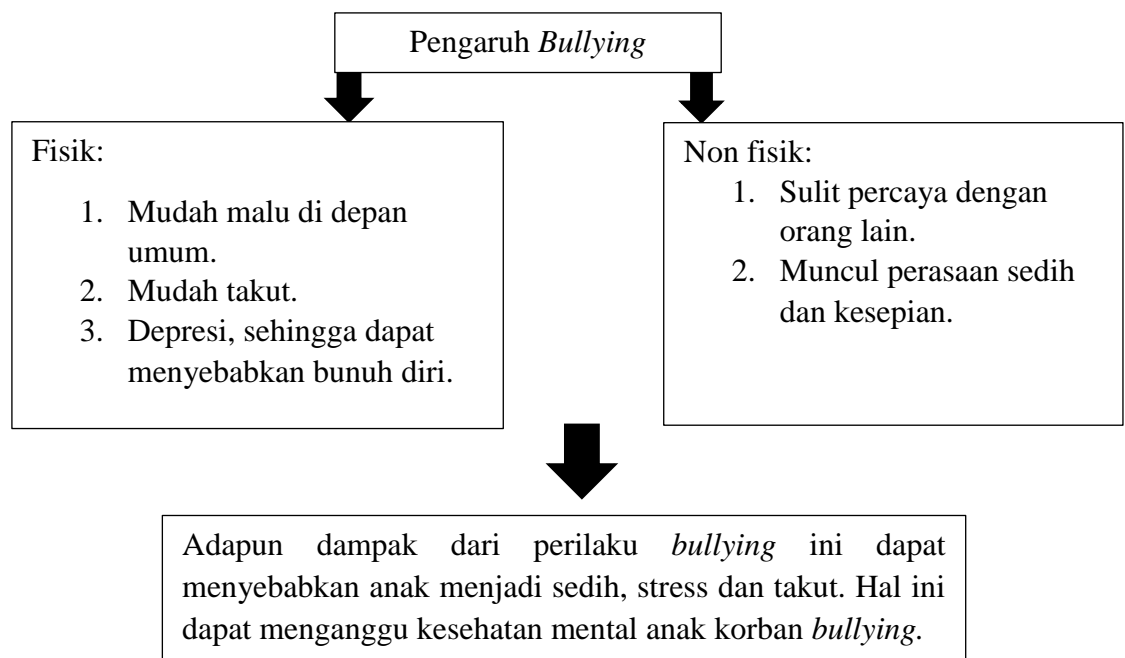 Pengaruh Bullying
Fisik:
1. Mudah malu di depan
umum.
2. Mudah takut.
3. Depresi, sehingga dapat
menyebabkan bunuh diri.
Non fisik:
1. Sulit percaya dengan
orang lain.
2. Muncul perasaan sedih
dan kesepian.
Adapun dampak dari perilaku bullying ini dapat
menyebabkan anak menjadi sedih, stress dan takut. Hal ini
dapat menganggu kesehatan mental anak korban bullying.